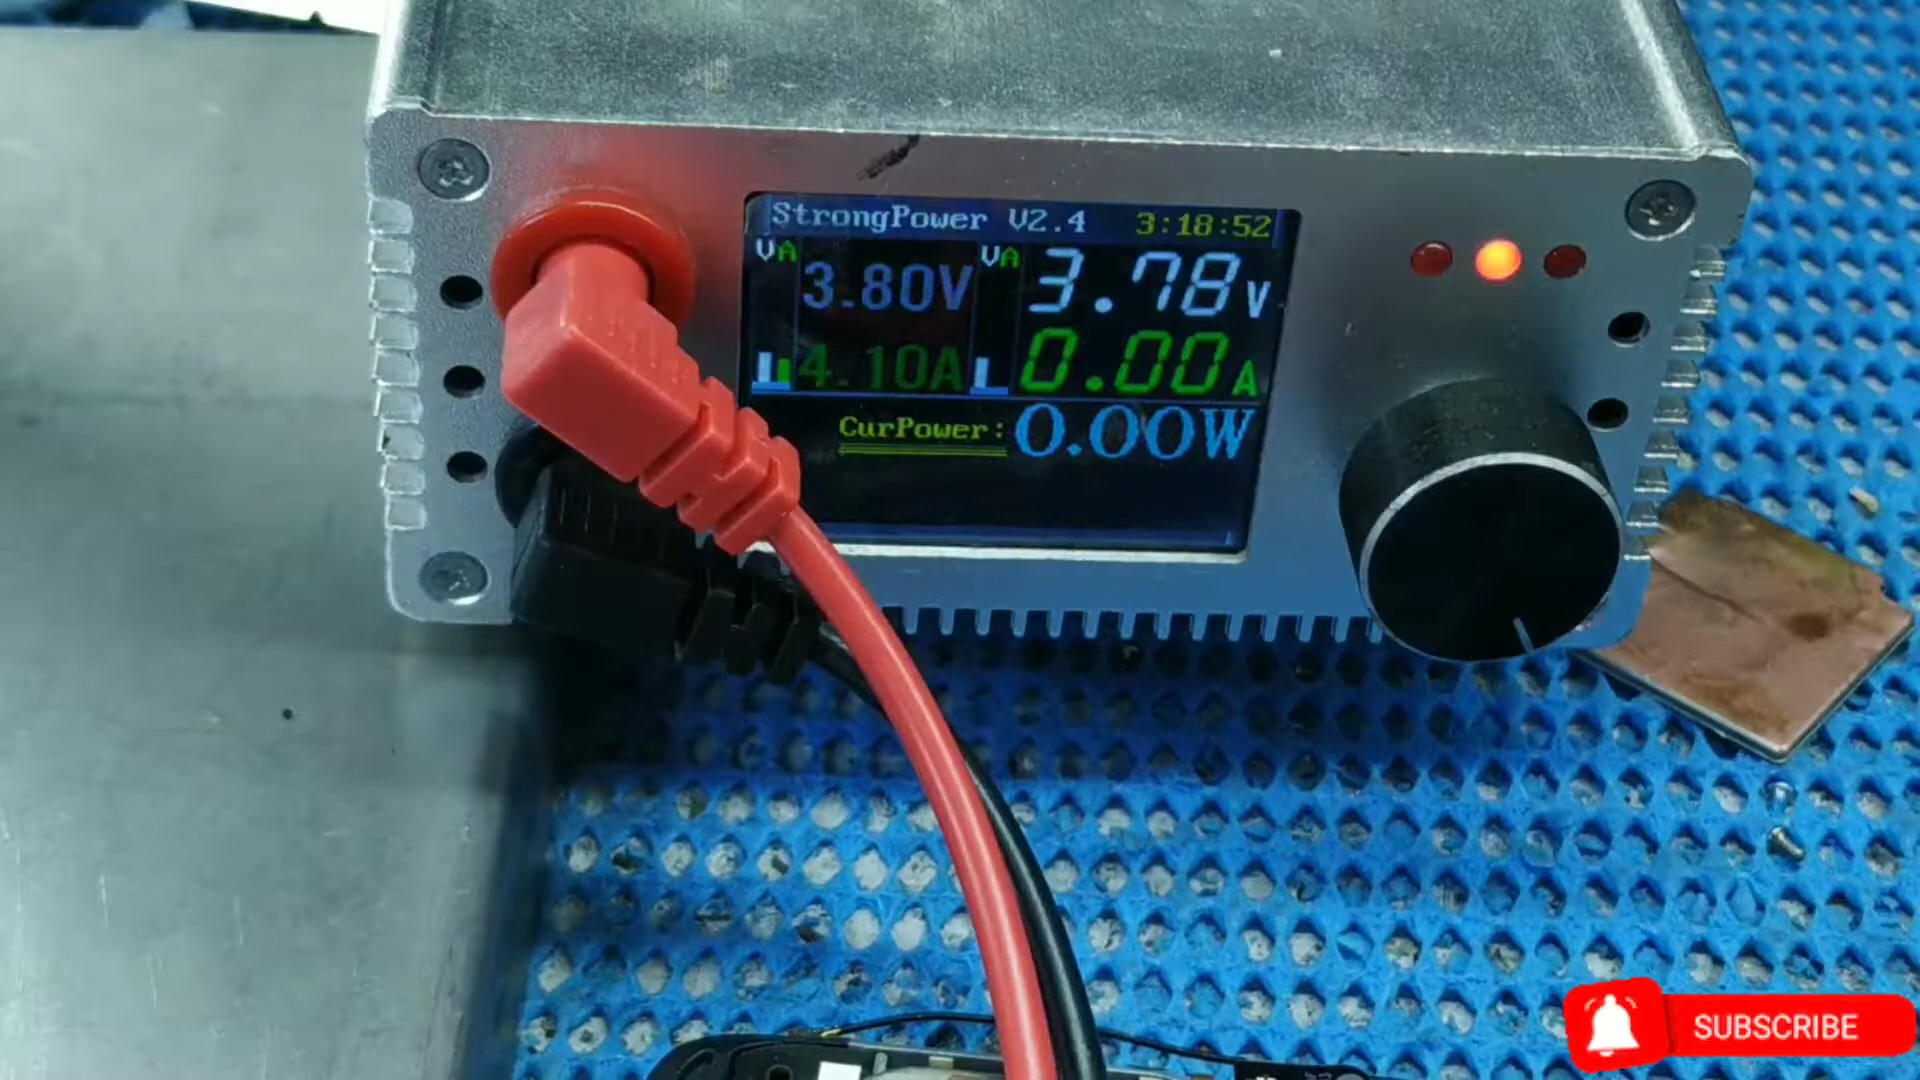 StrongPower V2.4 3:18:52
VA 3.80V VA 3.78V
4.10A 0.00A
CurPower: 0.00W
SUBSCRIBE